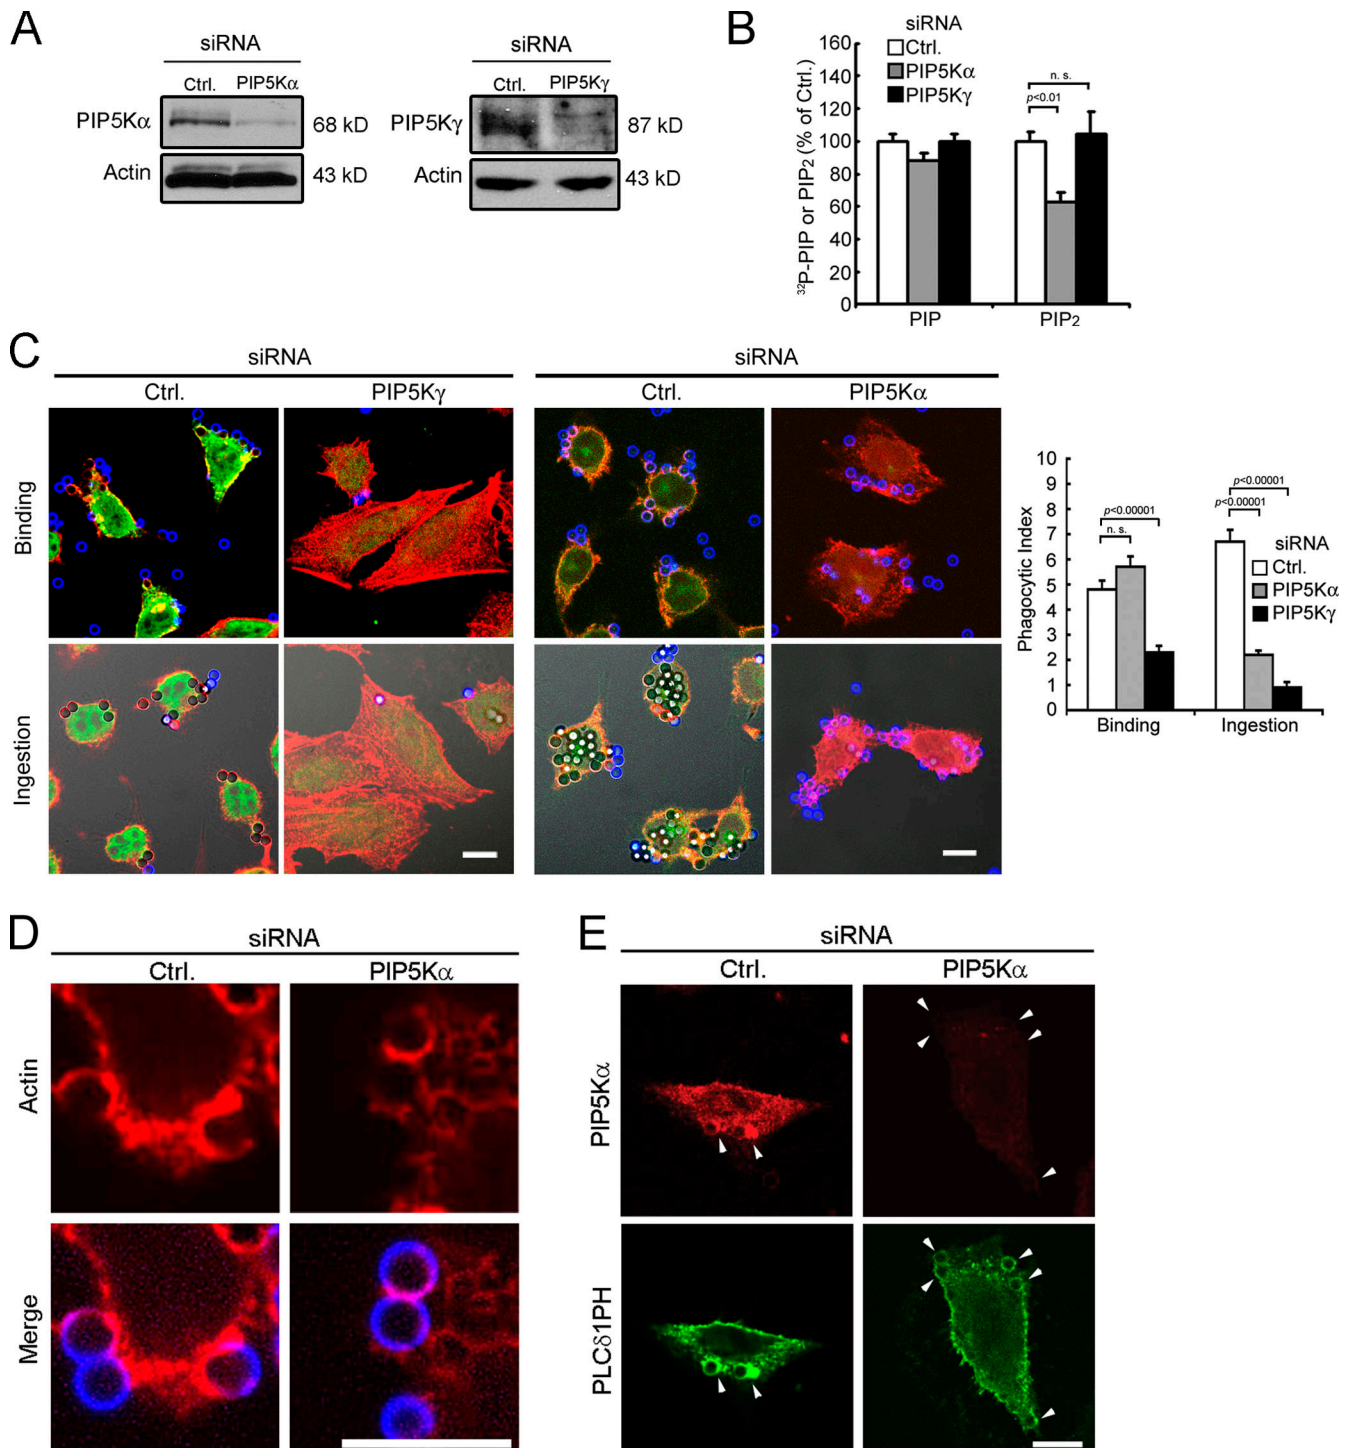 A
siRNA
Ctrl. PIP5Kα
PIP5Kα 68 kD
Actin 43 kD
siRNA
Ctrl. PIP5Kγ
PIP5Kγ 87 kD
Actin 43 kD
B
siRNA
Ctrl.
PIP5Kα
PIP5Kγ
³²P-PIP or PIP₂ (% of Ctrl.)
160
140
120
100
80
60
40
20
0
n. s.
p<0.01
PIP PIP₂
C
siRNA
Ctrl. PIP5Kγ
siRNA
Ctrl. PIP5Kα
Binding
Ingestion
Phagocytic Index
10
9
8
7
6
5
4
3
2
1
0
p<0.00001
n. s.
p<0.00001
p<0.00001
siRNA
Ctrl.
PIP5Kα
PIP5Kγ
Binding Ingestion
D
siRNA
Ctrl. PIP5Kα
Actin
Merge
E
siRNA
Ctrl. PIP5Kα
PIP5Kα
PLCδ1PH